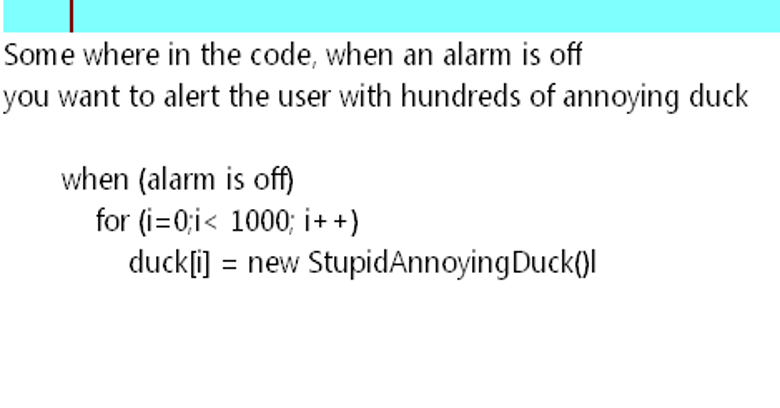 Some where in the code, when an alarm is off
you want to alert the user with hundreds of annoying duck
when (alarm is off)
for (i=0;i< 1000; i++)
duck[i] = new StupidAnnoyingDuck()l